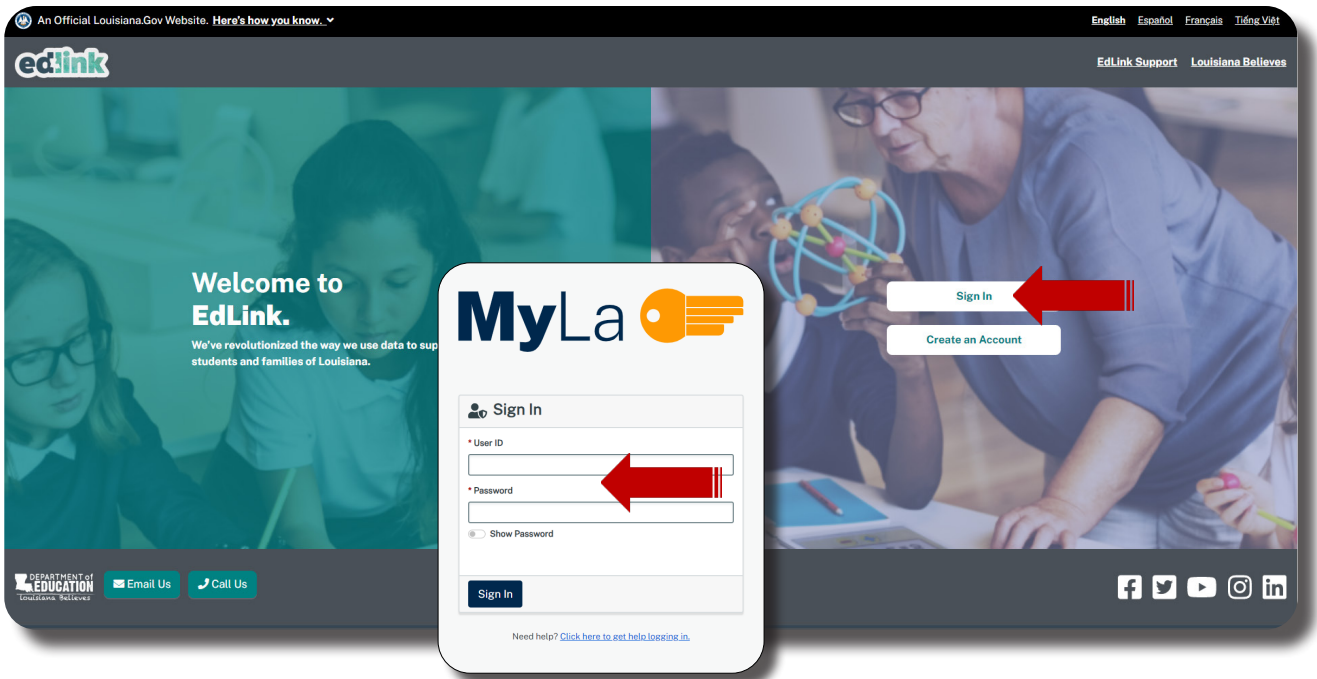 An Official Louisiana.Gov Website. Here's how you know.
English Español Français Tiếng Việt
edlink
EdLink Support Louisiana Believes
Welcome to
EdLink.
We've revolutionized the way we use data to sup
students and families of Louisiana.
Sign In
Create an Account
MyLa
Sign In
* User ID
* Password
Show Password
Sign In
Need help? Click here to get help logging in.
DEPARTMENT of
EDUCATION
Louisiana Believes
Email Us
Call Us